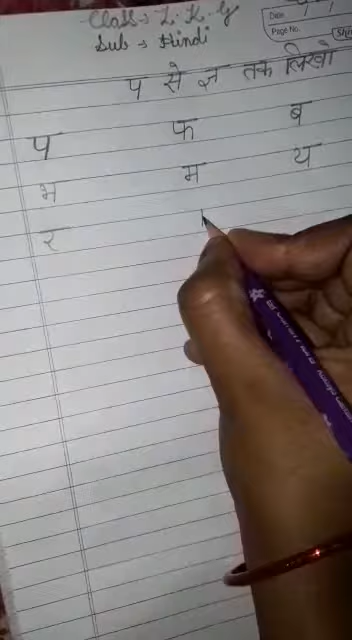 Class → L.K.G
Date
Page No.
Sub → Hindi
प से ज्ञ तक लिखो
प फ ब
भ म य
र